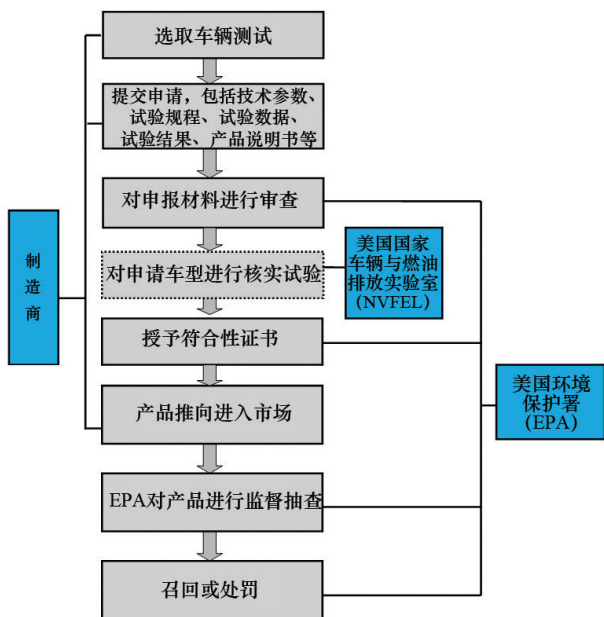 选取车辆测试
提交申请，包括技术参数、
试验规程、试验数据、
试验结果、产品说明书等
对申报材料进行审查
制
造
商
对申请车型进行核实试验
美国国家
车辆与燃油
排放实验室
(NVFEL)
授予符合性证书
产品推向进入市场
美国环境
保护署
(EPA)
EPA对产品进行监督抽查
召回或处罚